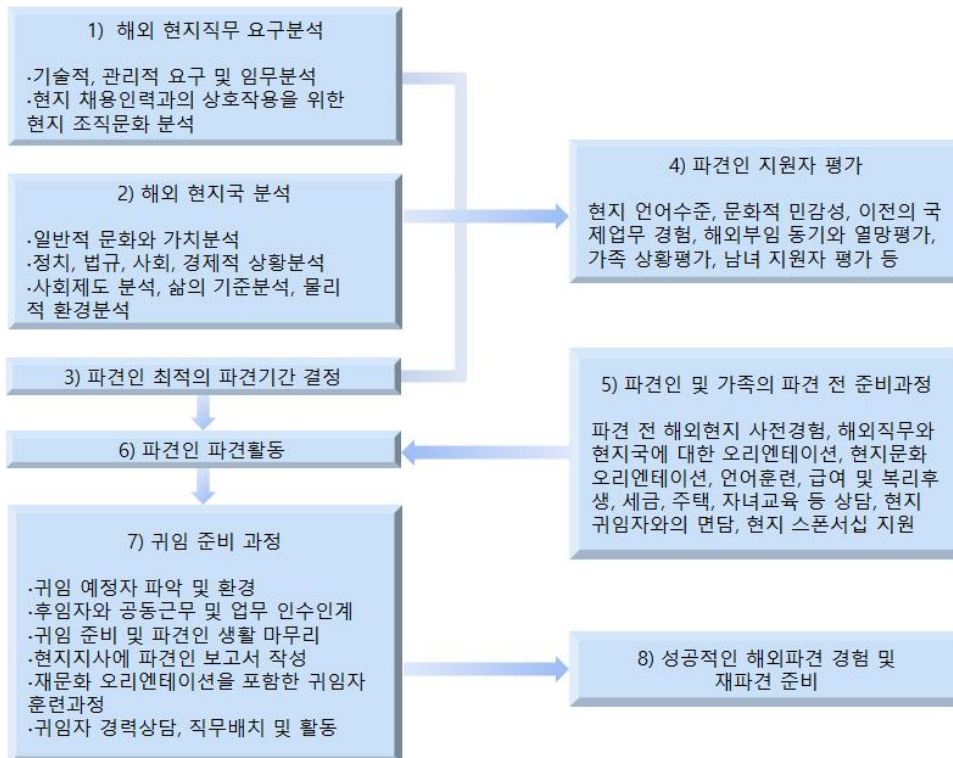 1) 해외 현지직무 요구분석
·기술적, 관리적 요구 및 임무분석
·현지 채용인력과의 상호작용을 위한
현지 조직문화 분석
2) 해외 현지국 분석
·일반적 문화와 가치분석
·정치, 법규, 사회, 경제적 상황분석
·사회제도 분석, 삶의 기준분석, 물리
적 환경분석
3) 파견인 최적의 파견기간 결정
4) 파견인 지원자 평가
현지 언어수준, 문화적 민감성, 이전의 국
제업무 경험, 해외부임 동기와 열망평가,
가족 상황평가, 남녀 지원자 평가 등
5) 파견인 및 가족의 파견 전 준비과정
파견 전 해외현지 사전경험, 해외직무와
현지국에 대한 오리엔테이션, 현지문화
오리엔테이션, 언어훈련, 급여 및 복리후
생, 세금, 주택, 자녀교육 등 상담, 현지
귀임자와의 면담, 현지 스폰서십 지원
6) 파견인 파견활동
7) 귀임 준비 과정
·귀임 예정자 파악 및 환경
·후임자와 공동근무 및 업무 인수인계
·귀임 준비 및 파견인 생활 마무리
·현지지사에 파견인 보고서 작성
·재문화 오리엔테이션을 포함한 귀임자
훈련과정
·귀임자 경력상담, 직무배치 및 활동
8) 성공적인 해외파견 경험 및
재파견 준비